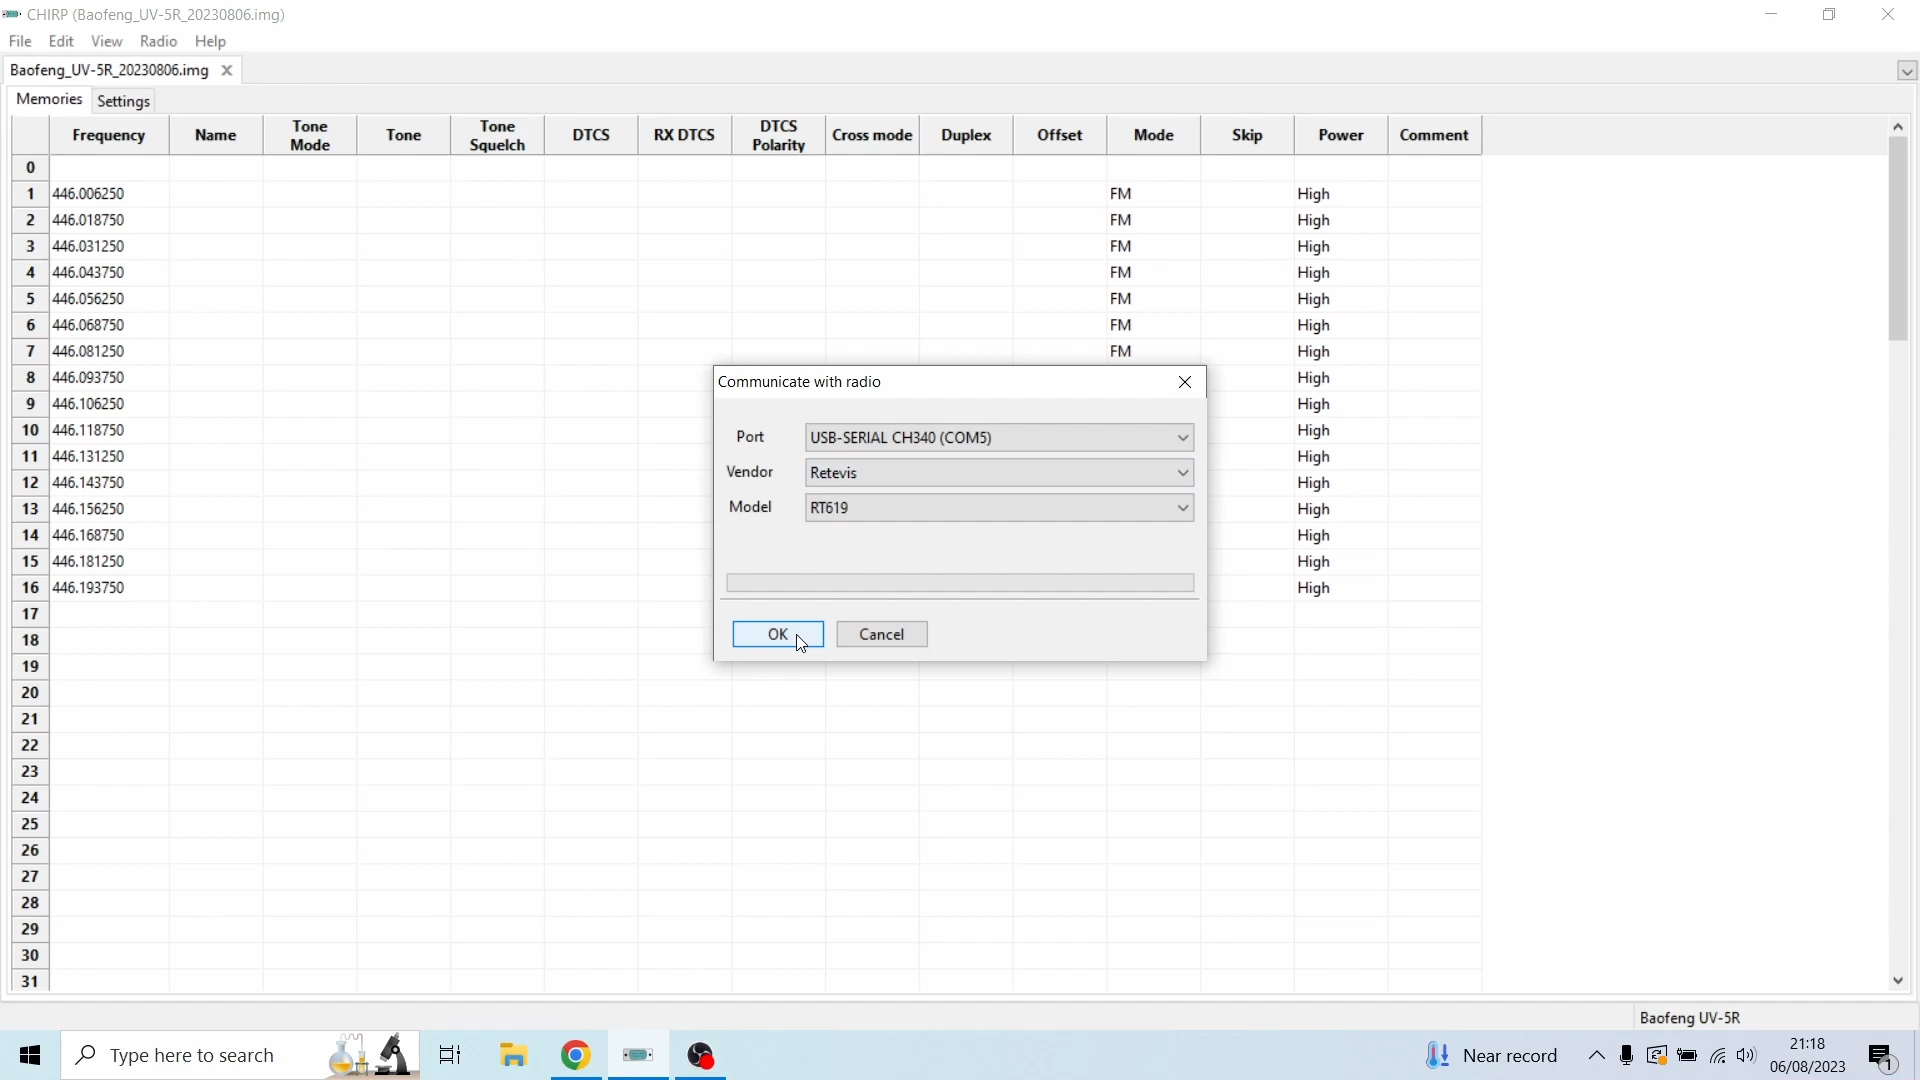 CHIRP (Baofeng_UV-5R_20230806.img)
File Edit View Radio Help
Baofeng_UV-5R_20230806.img
Memories Settings
Frequency Name Tone Mode Tone Tone Squelch DTCS RX DTCS DTCS Polarity Cross mode Duplex Offset Mode Skip Power Comment
0
1 446.006250 FM High
2 446.018750 FM High
3 446.031250 FM High
4 446.043750 FM High
5 446.056250 FM High
6 446.068750 FM High
7 446.081250 FM High
8 446.093750 High
9 446.106250 High
10 446.118750 High
11 446.131250 High
12 446.143750 High
13 446.156250 High
14 446.168750 High
15 446.181250 High
16 446.193750 High
17
18
19
20
21
22
23
24
25
26
27
28
29
30
31
Communicate with radio
Port USB-SERIAL CH340 (COM5)
Vendor Retevis
Model RT619
OK Cancel
Baofeng UV-5R
Type here to search
Near record
21:18
06/08/2023
1